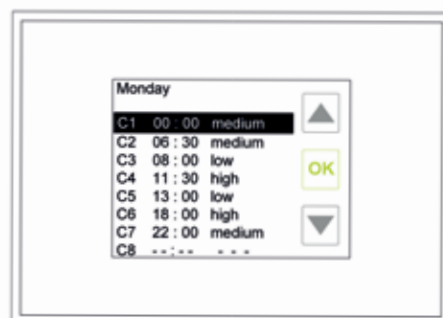 Monday
C1 00 : 00 medium
C2 06 : 30 medium
C3 08 : 00 low
C4 11 : 30 high
C5 13 : 00 low
C6 18 : 00 high
C7 22 : 00 medium
C8 - - : - - - - -
OK